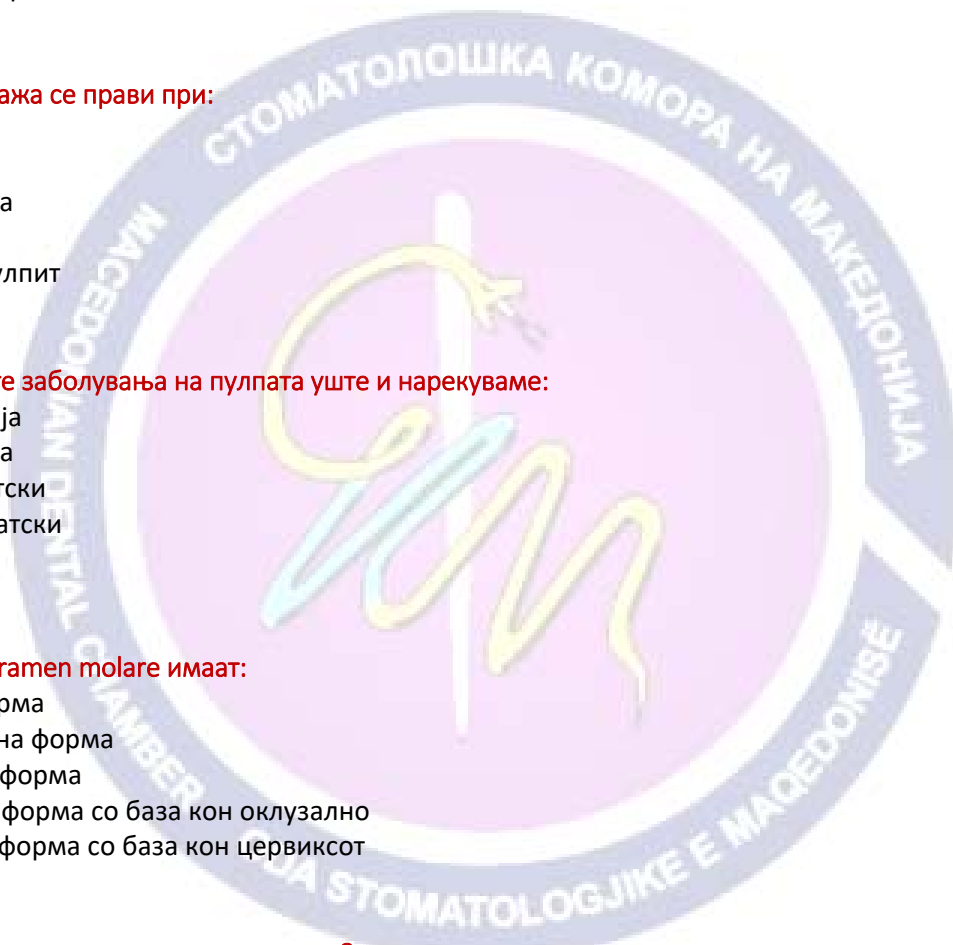 СТОМАТОЛОШКА КОМОРА НА МАКЕДОНИЈА
MACEDONIAN DENTAL CHAMBER
ODA STOMATOLOGJIKE E MAQEDONISË
ажа се прави при:
а
улпит
те заболувања на пулпата уште и нарекуваме:
ја
а
тски
атски
ramen molare имаат:
рма
на форма
форма
форма со база кон оклузално
форма со база кон цервиксот